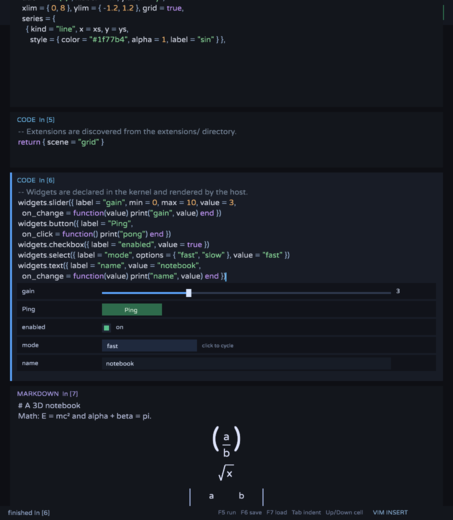 xlim = { 0, 8 }, ylim = { -1.2, 1.2 }, grid = true,
series = {
{ kind = "line", x = xs, y = ys,
style = { color = "#1f77b4", alpha = 1, label = "sin" } },
CODE In [5]
-- Extensions are discovered from the extensions/ directory.
return { scene = "grid" }
CODE In [6]
-- Widgets are declared in the kernel and rendered by the host.
widgets.slider({ label = "gain", min = 0, max = 10, value = 3,
on_change = function(value) print("gain", value) end })
widgets.button({ label = "Ping",
on_click = function() print("pong") end })
widgets.checkbox({ label = "enabled", value = true })
widgets.select({ label = "mode", options = { "fast", "slow" }, value = "fast" })
widgets.text({ label = "name", value = "notebook",
on_change = function(value) print("name", value) end })
gain 3
Ping Ping
enabled on
mode fast click to cycle
name notebook
MARKDOWN In [7]
# A 3D notebook
Math: E = mc² and alpha + beta = pi.
(a/b)
√x
| a b |
finished In [6] F5 run F6 save F7 load Tab indent Up/Down cell VIM INSERT